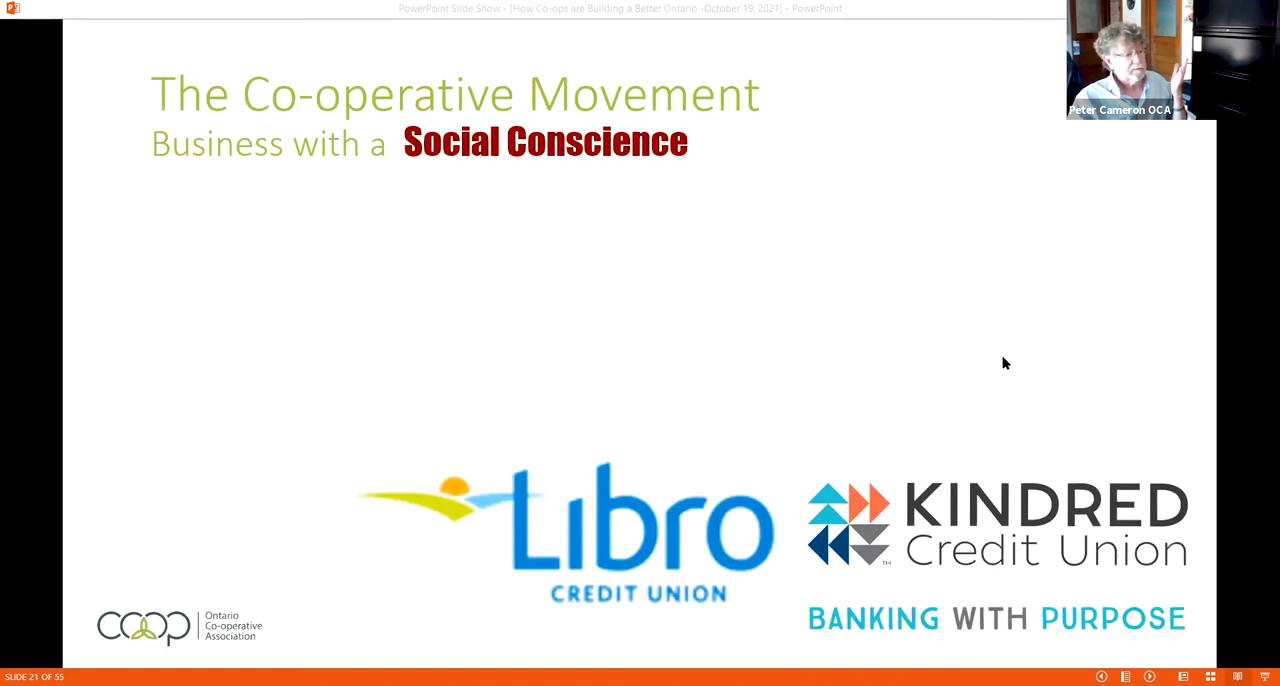 PowerPoint Slide Show - [How Co-ops are Building a Better Ontario -October 19, 2021] - PowerPoint
Peter Cameron OCA
The Co-operative Movement
Business with a Social Conscience
Libro
CREDIT UNION
KINDRED
Credit Union
TM
BANKING WITH PURPOSE
COOP
Ontario
Co-operative
Association
SLIDE 21 OF 55